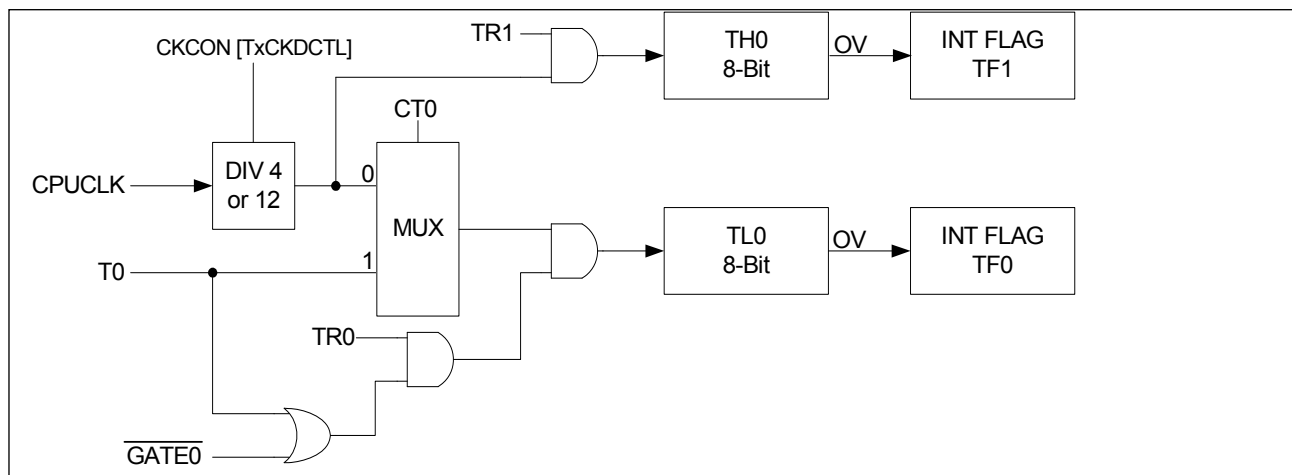 TR1
TH0
8-Bit
OV
INT FLAG
TF1
CKCON [TxCKDCTL]
CT0
CPUCLK
DIV 4
or 12
0
MUX
1
T0
TL0
8-Bit
OV
INT FLAG
TF0
TR0
GATE0